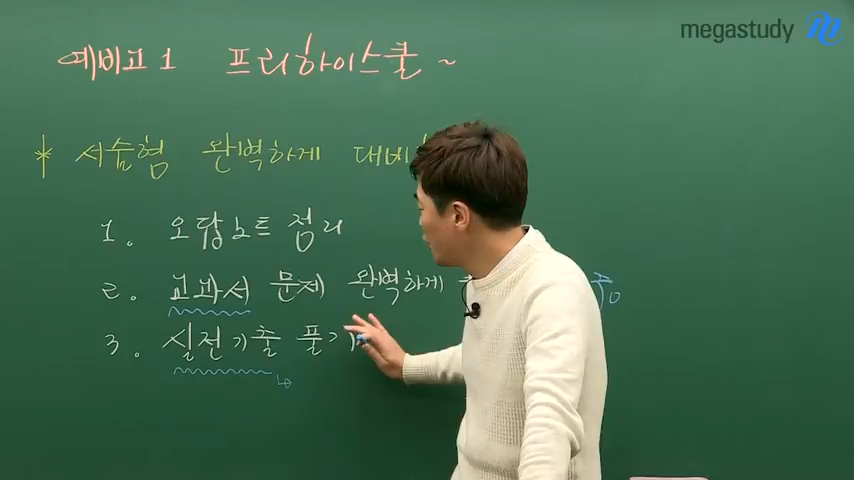 megastudy
예비고1 프리하이스쿨~
* 서술형 완벽하게 대비
1. 오답노트 정리
2. 교과서 문제 완벽하게
3. 실전기출 풀기